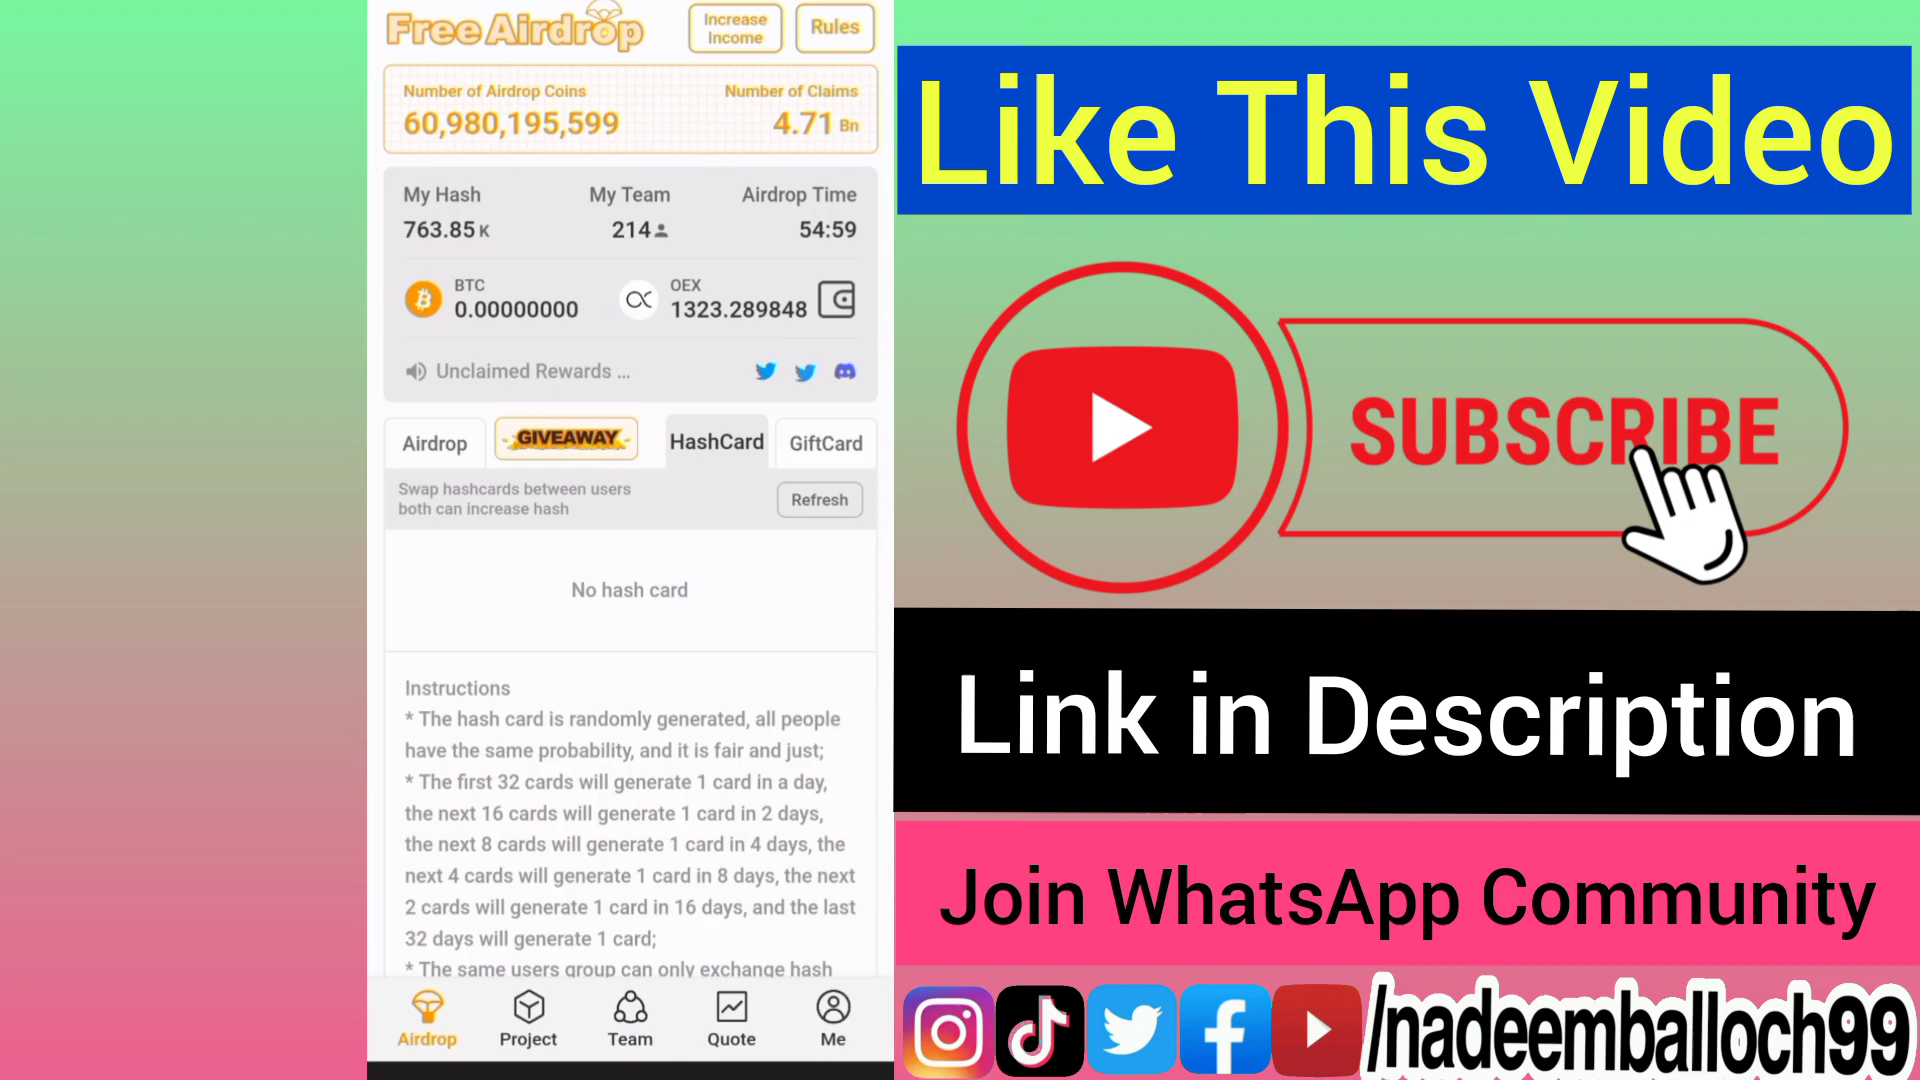 Free Airdrop
Increase Income
Rules
Number of Airdrop Coins
Number of Claims
60,980,195,599
4.71 Bn
My Hash
My Team
Airdrop Time
763.85 K
214
54:59
BTC
0.00000000
OEX
1323.289848
Unclaimed Rewards ...
Airdrop
GIVEAWAY
HashCard
GiftCard
Swap hashcards between users
both can increase hash
Refresh
No hash card
Instructions
* The hash card is randomly generated, all people
have the same probability, and it is fair and just;
* The first 32 cards will generate 1 card in a day,
the next 16 cards will generate 1 card in 2 days,
the next 8 cards will generate 1 card in 4 days, the
next 4 cards will generate 1 card in 8 days, the next
2 cards will generate 1 card in 16 days, and the last
32 days will generate 1 card;
* The same users group can only exchange hash
Airdrop
Project
Team
Quote
Me
Like This Video
SUBSCRIBE
Link in Description
Join WhatsApp Community
/nadeemballoch99